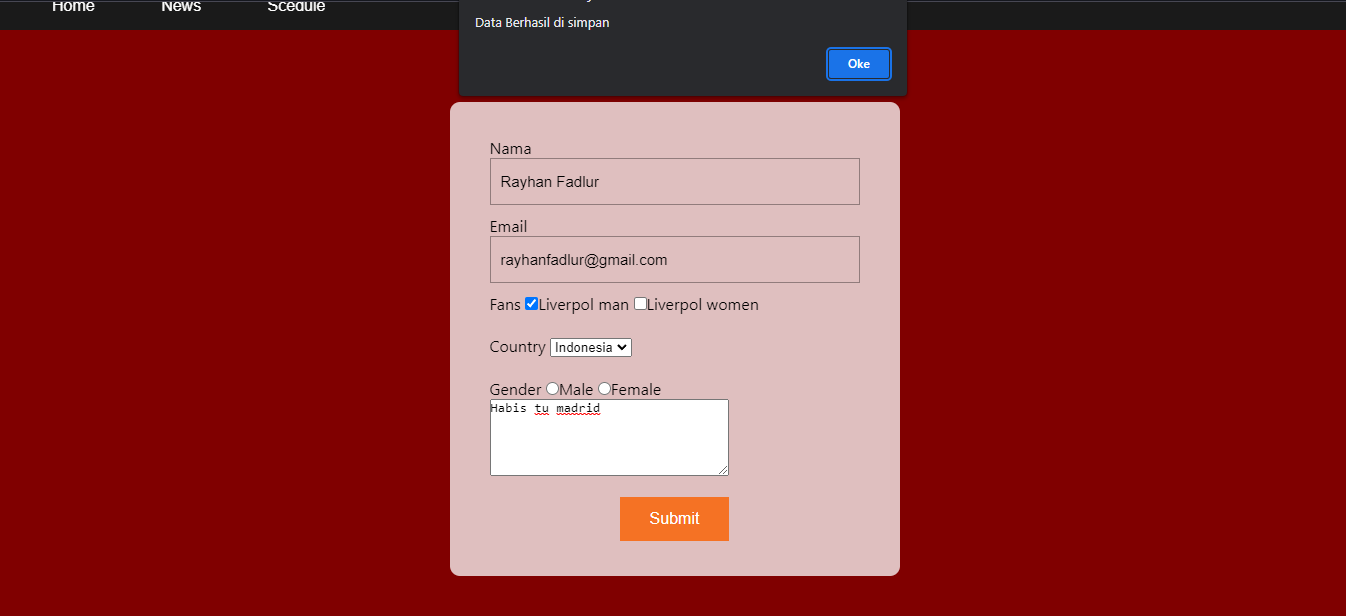 Home News Scedule
Data Berhasil di simpan
Oke
Nama
Rayhan Fadlur
Email
rayhanfadlur@gmail.com
Fans Liverpol man Liverpol women
Country Indonesia
Gender Male Female
Habis tu madrid
Submit